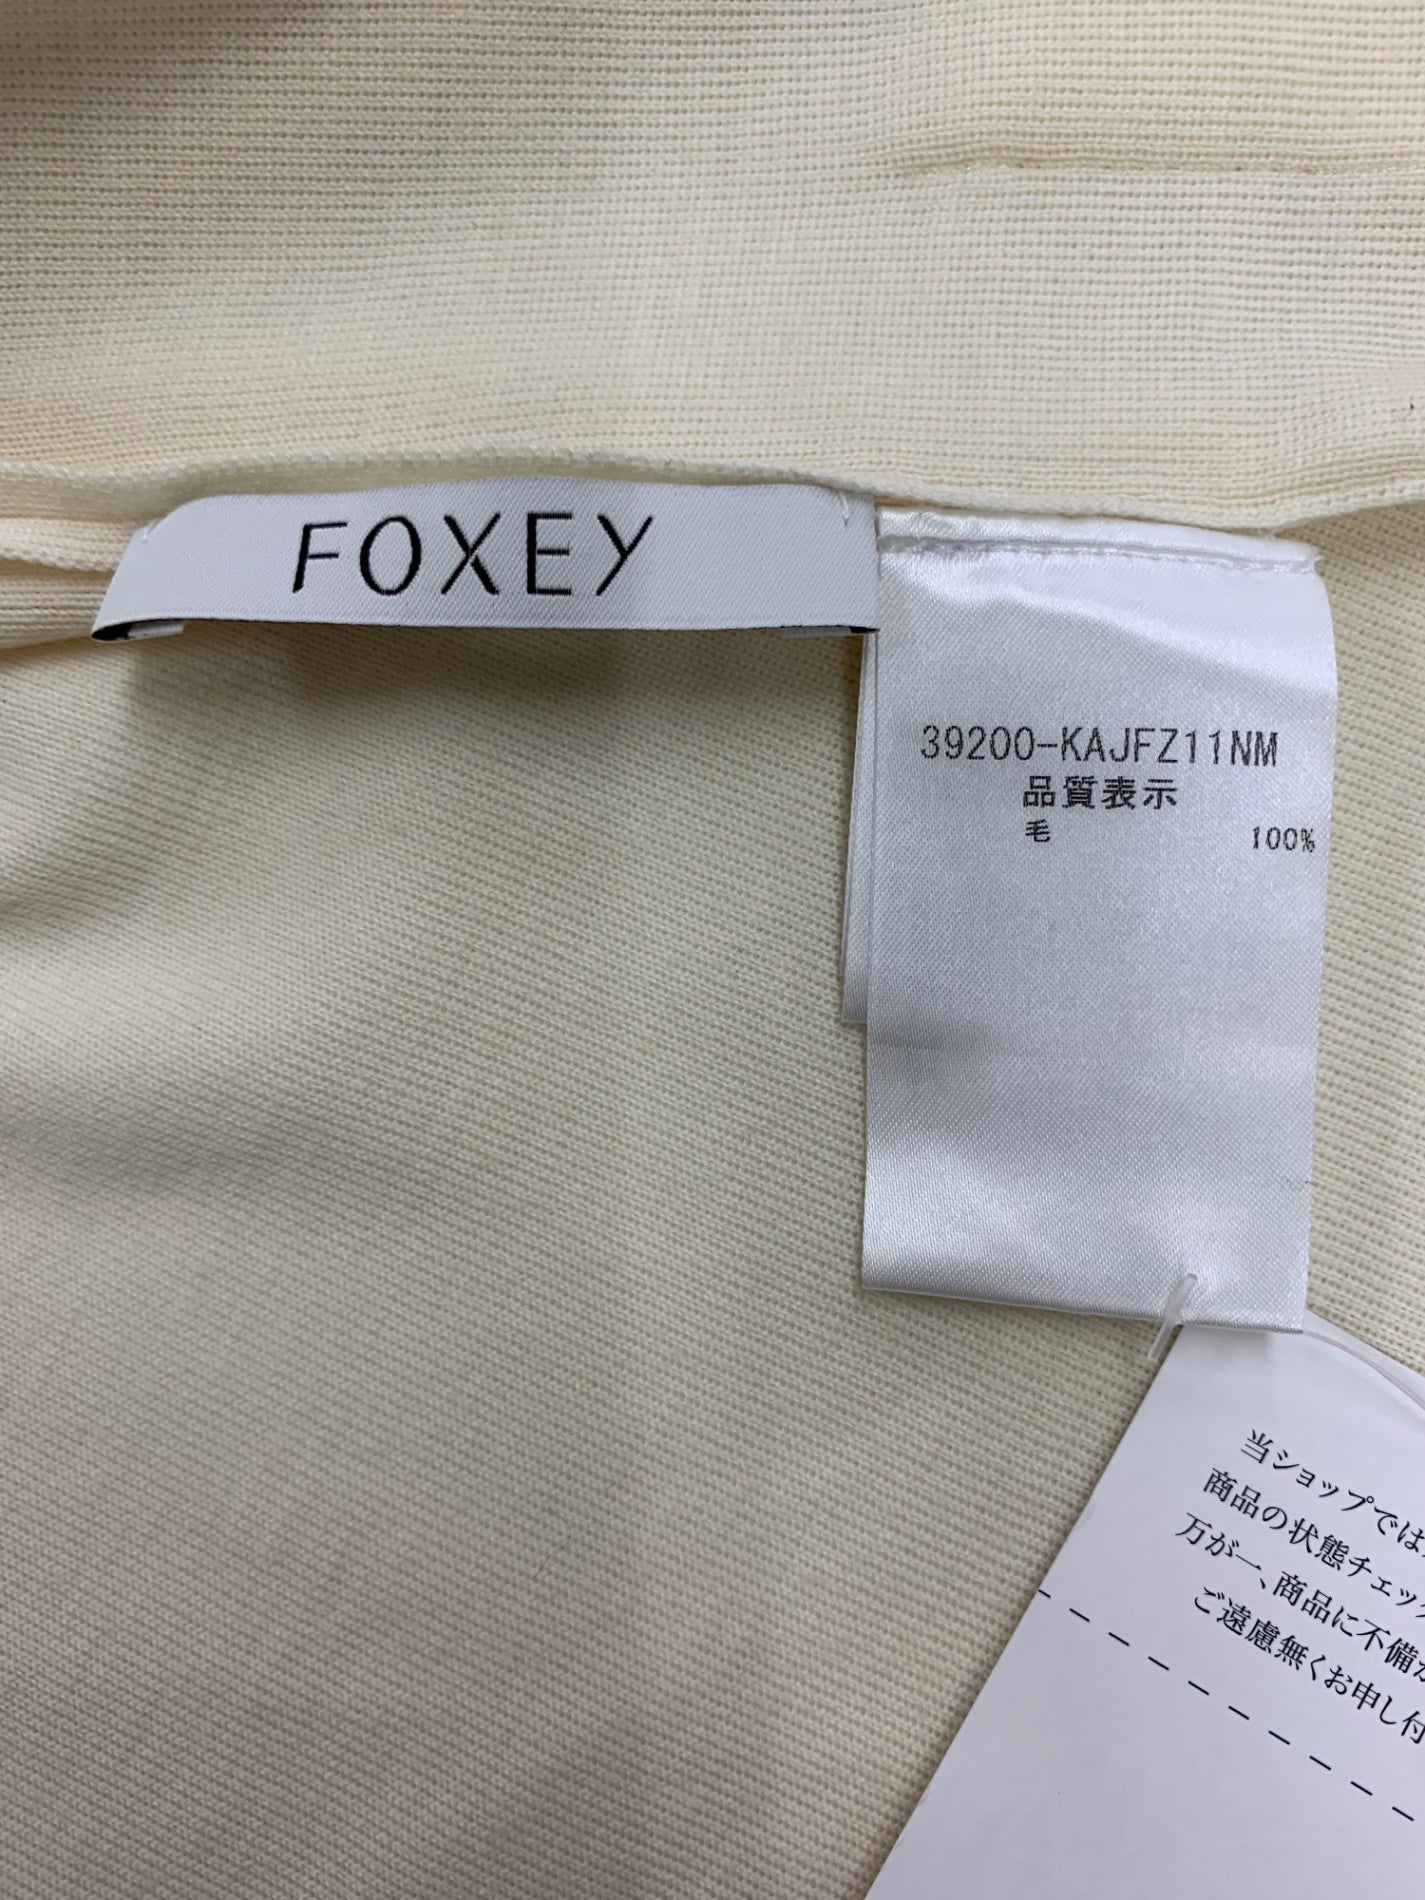 FOXEY
39200-KAJFZ11NM
品質表示
毛 100%
当ショップでは
商品の状態チェック
万が一、商品に不備が
ご遠慮無くお申し付